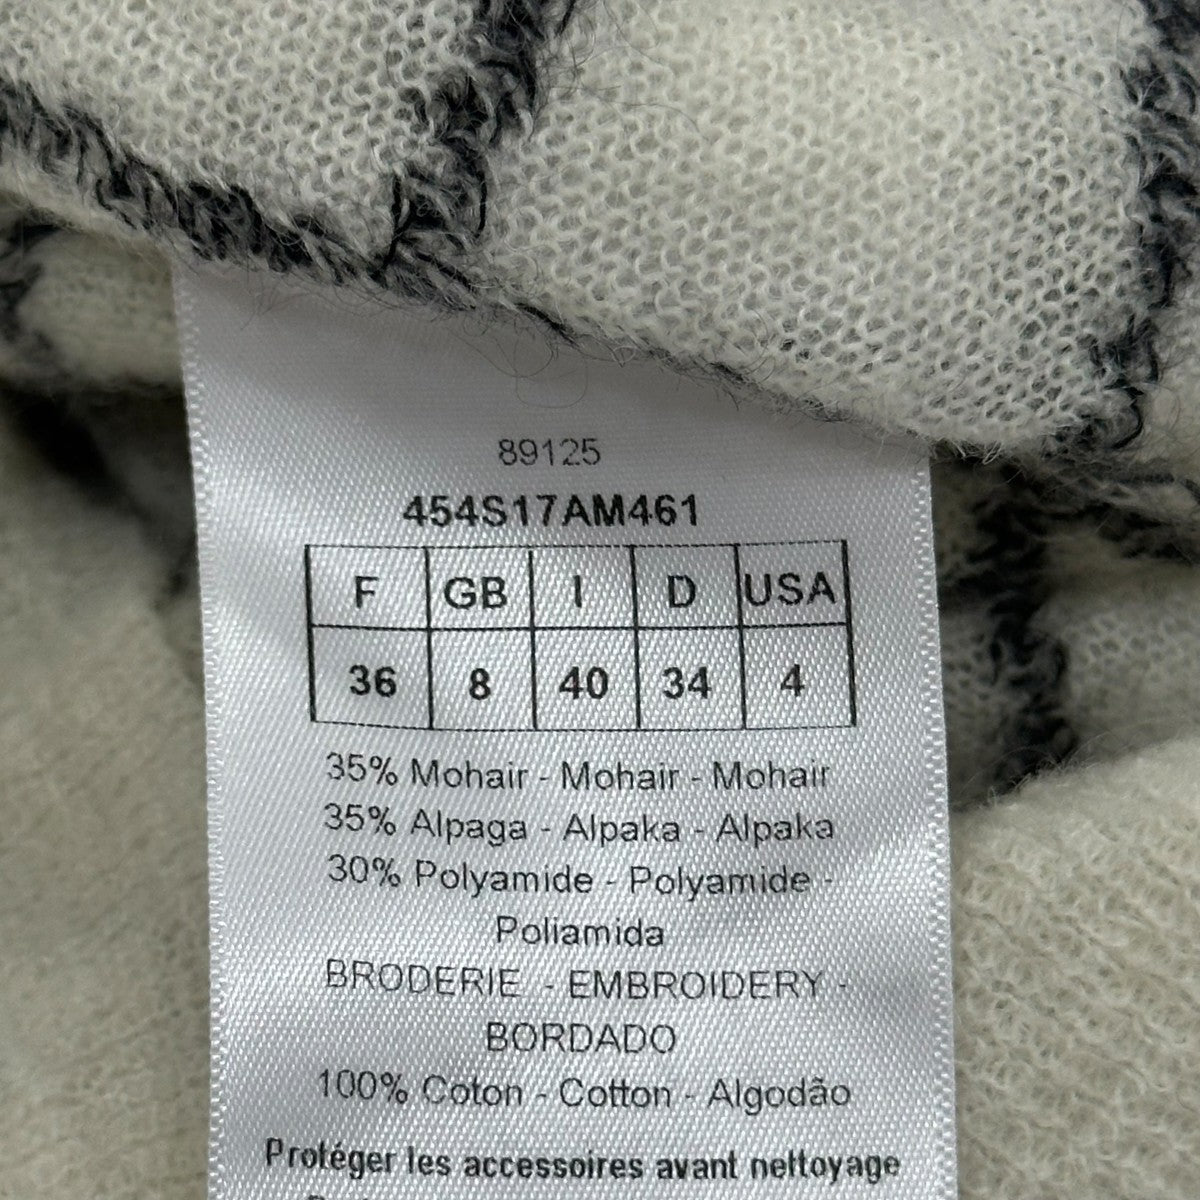 89125
454S17AM461
F GB I D USA
36 8 40 34 4
35% Mohair - Mohair - Mohair
35% Alpaga - Alpaka - Alpaka
30% Polyamide - Polyamide -
Poliamida
BRODERIE - EMBROIDERY -
BORDADO
100% Coton - Cotton - Algodão
Protéger les accessoires avant nettoyage